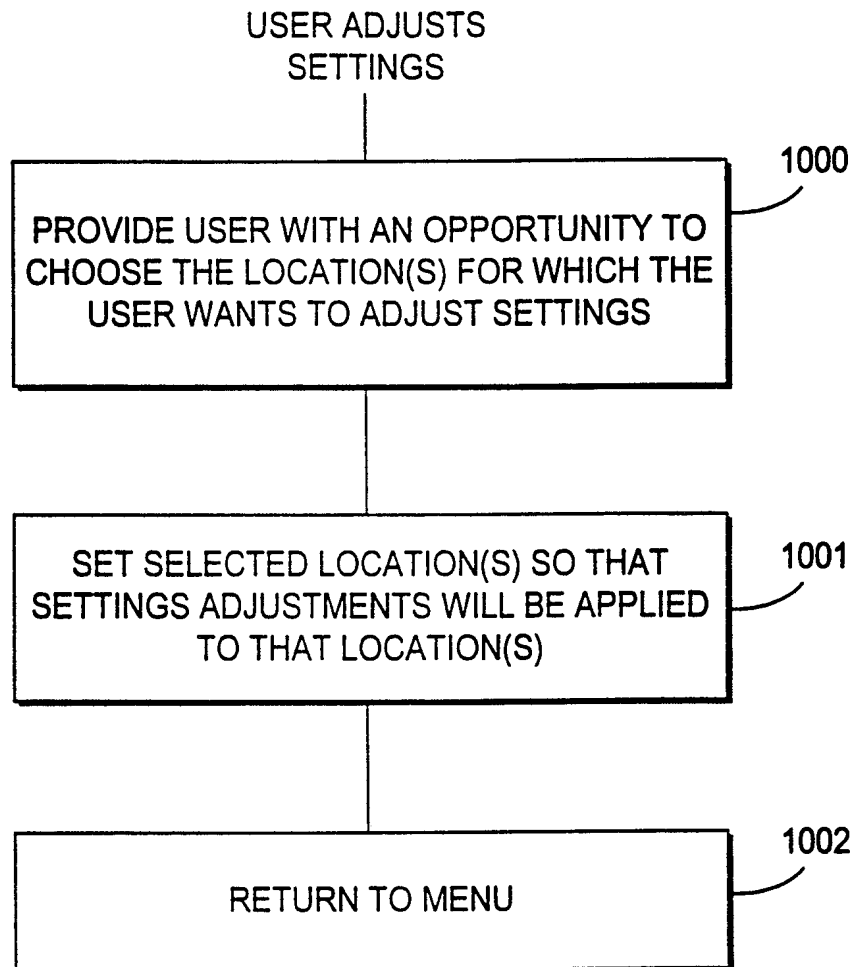 USER ADJUSTS
SETTINGS
1000
PROVIDE USER WITH AN OPPORTUNITY TO
CHOOSE THE LOCATION(S) FOR WHICH THE
USER WANTS TO ADJUST SETTINGS
1001
SET SELECTED LOCATION(S) SO THAT
SETTINGS ADJUSTMENTS WILL BE APPLIED
TO THAT LOCATION(S)
1002
RETURN TO MENU